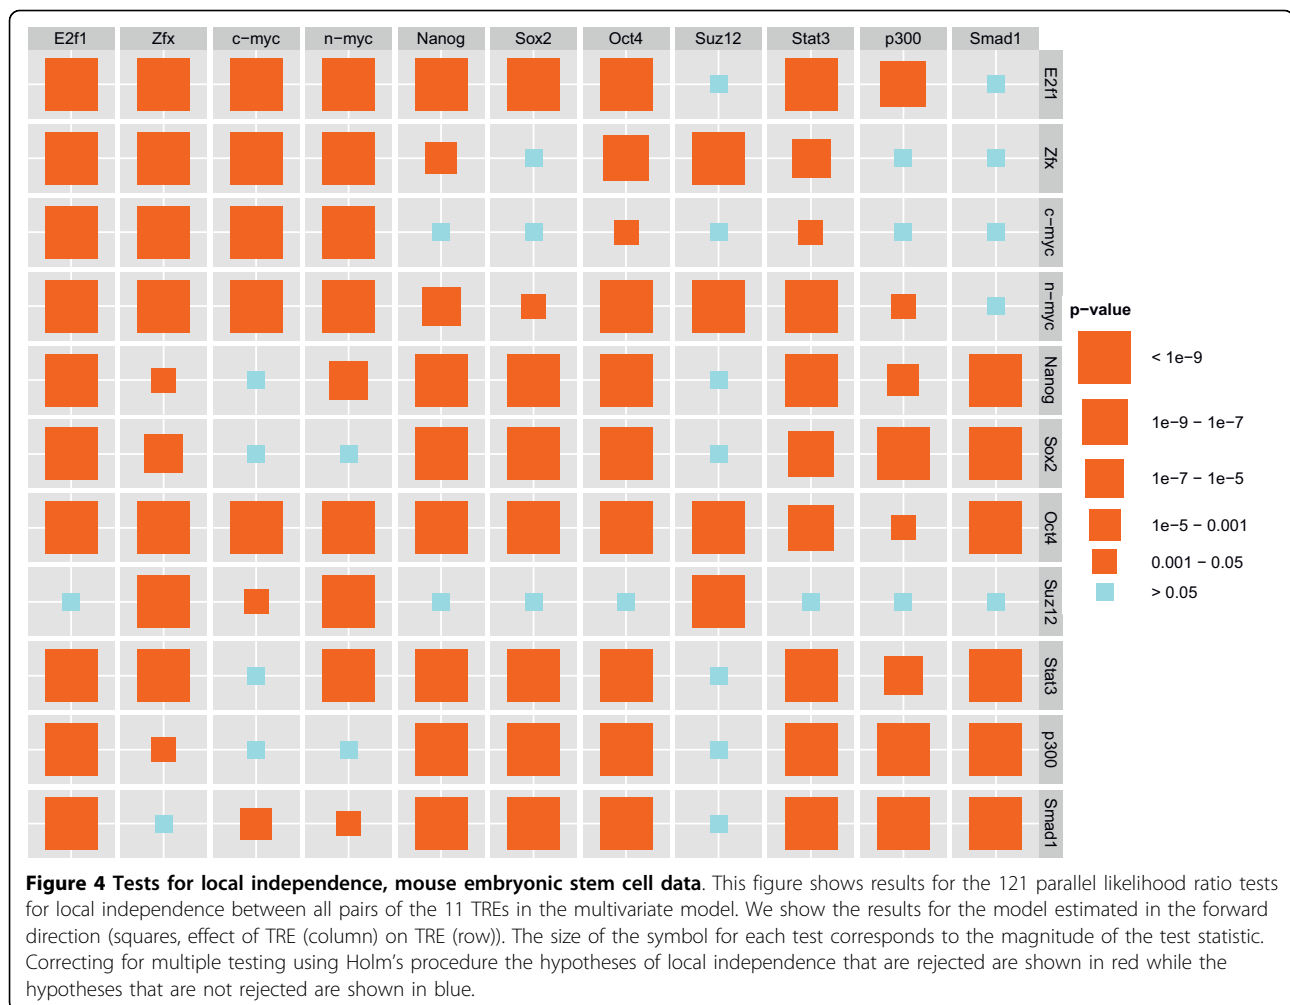 E2f1 Zfx c−myc n−myc Nanog Sox2 Oct4 Suz12 Stat3 p300 Smad1
E2f1
Zfx
c−myc
n−myc
Nanog
Sox2
Oct4
Suz12
Stat3
p300
Smad1
p−value
< 1e−9
1e−9 − 1e−7
1e−7 − 1e−5
1e−5 − 0.001
0.001 − 0.05
> 0.05
Figure 4 Tests for local independence, mouse embryonic stem cell data. This figure shows results for the 121 parallel likelihood ratio tests
for local independence between all pairs of the 11 TREs in the multivariate model. We show the results for the model estimated in the forward
direction (squares, effect of TRE (column) on TRE (row)). The size of the symbol for each test corresponds to the magnitude of the test statistic.
Correcting for multiple testing using Holm's procedure the hypotheses of local independence that are rejected are shown in red while the
hypotheses that are not rejected are shown in blue.